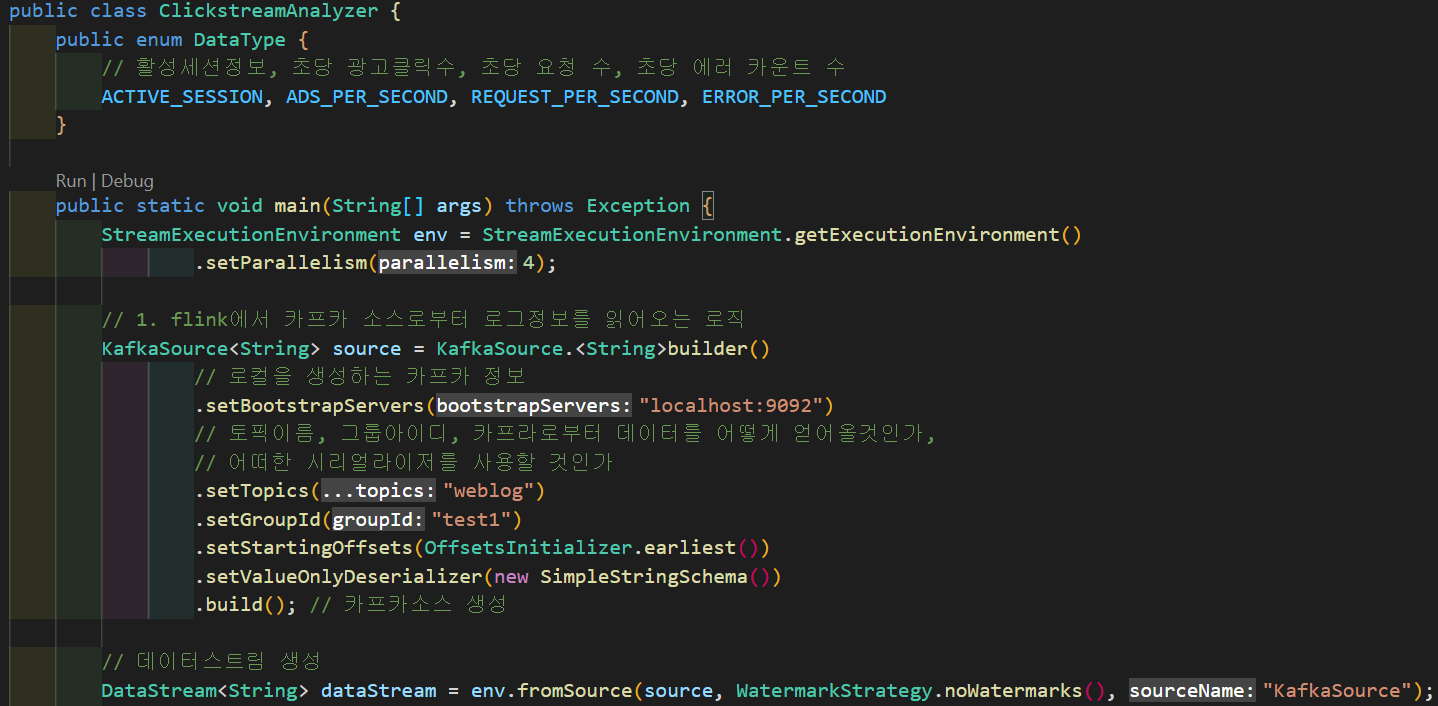 public class ClickstreamAnalyzer {
public enum DataType {
// 활성세션정보, 초당 광고클릭수, 초당 요청 수, 초당 에러 카운트 수
ACTIVE_SESSION, ADS_PER_SECOND, REQUEST_PER_SECOND, ERROR_PER_SECOND
}
Run | Debug
public static void main(String[] args) throws Exception {
StreamExecutionEnvironment env = StreamExecutionEnvironment.getExecutionEnvironment()
.setParallelism(parallelism: 4);
// 1. flink에서 카프카 소스로부터 로그정보를 읽어오는 로직
KafkaSource<String> source = KafkaSource.<String>builder()
// 로컬을 생성하는 카프카 정보
.setBootstrapServers(bootstrapServers: "localhost:9092")
// 토픽이름, 그룹아이디, 카프라로부터 데이터를 어떻게 얻어올것인가,
// 어떠한 시리얼라이저를 사용할 것인가
.setTopics(...topics: "weblog")
.setGroupId(groupId: "test1")
.setStartingOffsets(OffsetsInitializer.earliest())
.setValueOnlyDeserializer(new SimpleStringSchema())
.build(); // 카프카소스 생성
// 데이터스트림 생성
DataStream<String> dataStream = env.fromSource(source, WatermarkStrategy.noWatermarks(), sourceName: "KafkaSource");